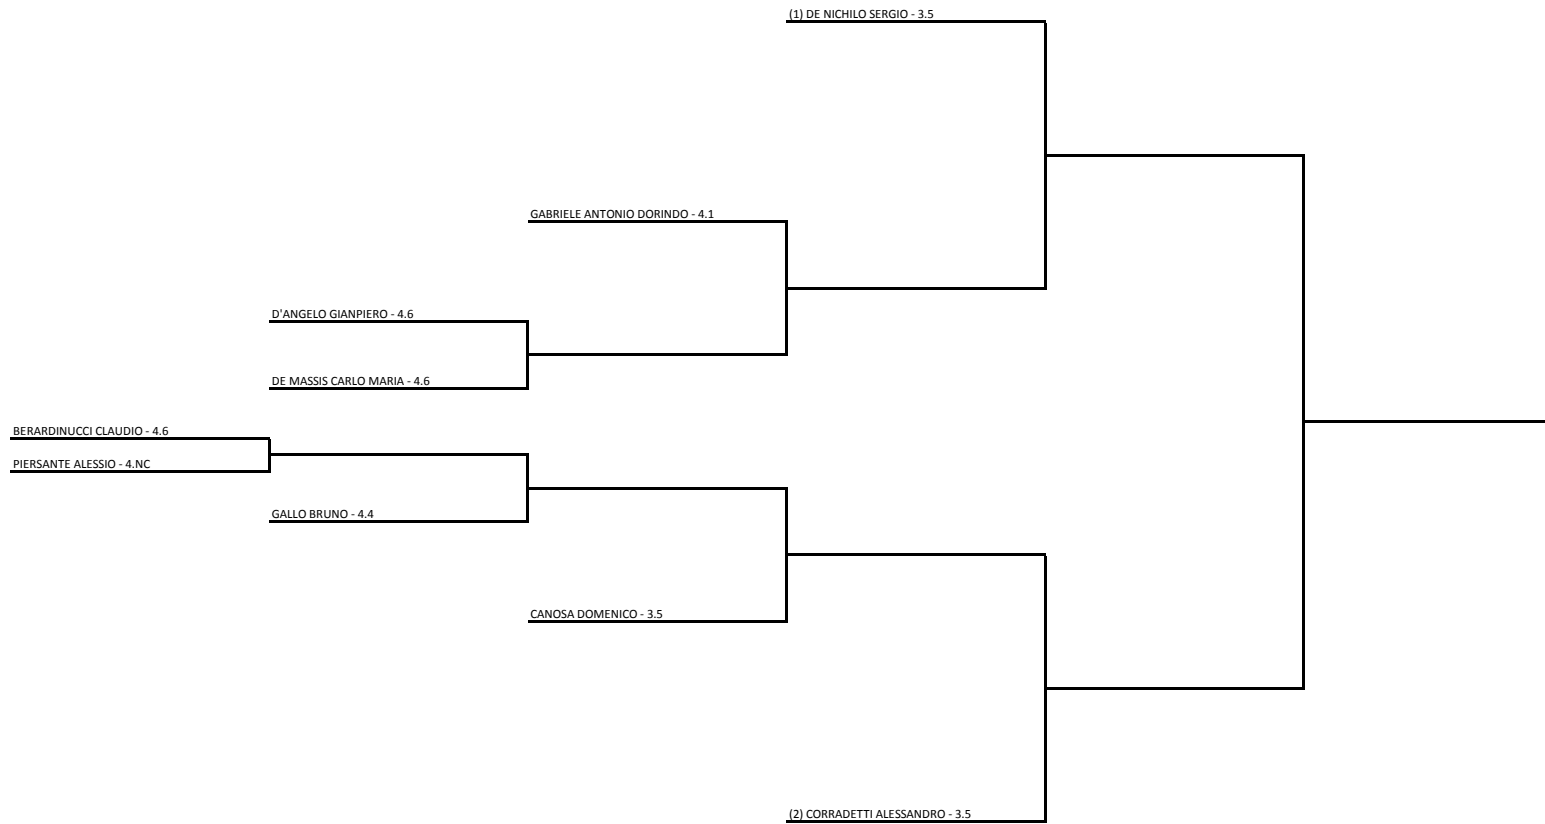 (1) DE NICHILO SERGIO - 3.5
GABRIELE ANTONIO DORINDO - 4.1
D'ANGELO GIANPIERO - 4.6
DE MASSIS CARLO MARIA - 4.6
BERARDINUCCI CLAUDIO - 4.6
PIERSANTE ALESSIO - 4.NC
GALLO BRUNO - 4.4
CANOSA DOMENICO - 3.5
(2) CORRADETTI ALESSANDRO - 3.5